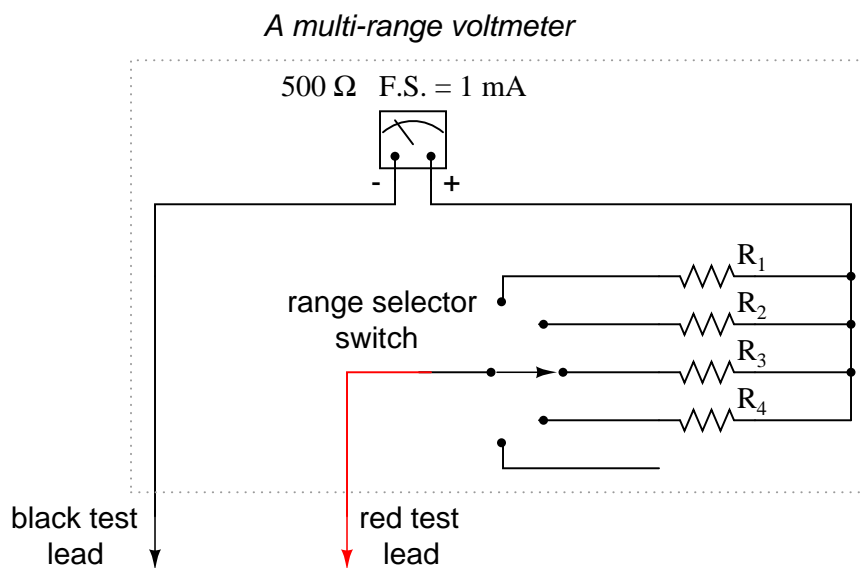 A multi-range voltmeter
500 Ω F.S. = 1 mA
- +
R1
range selector
switch
R2
R3
R4
black test
lead
red test
lead